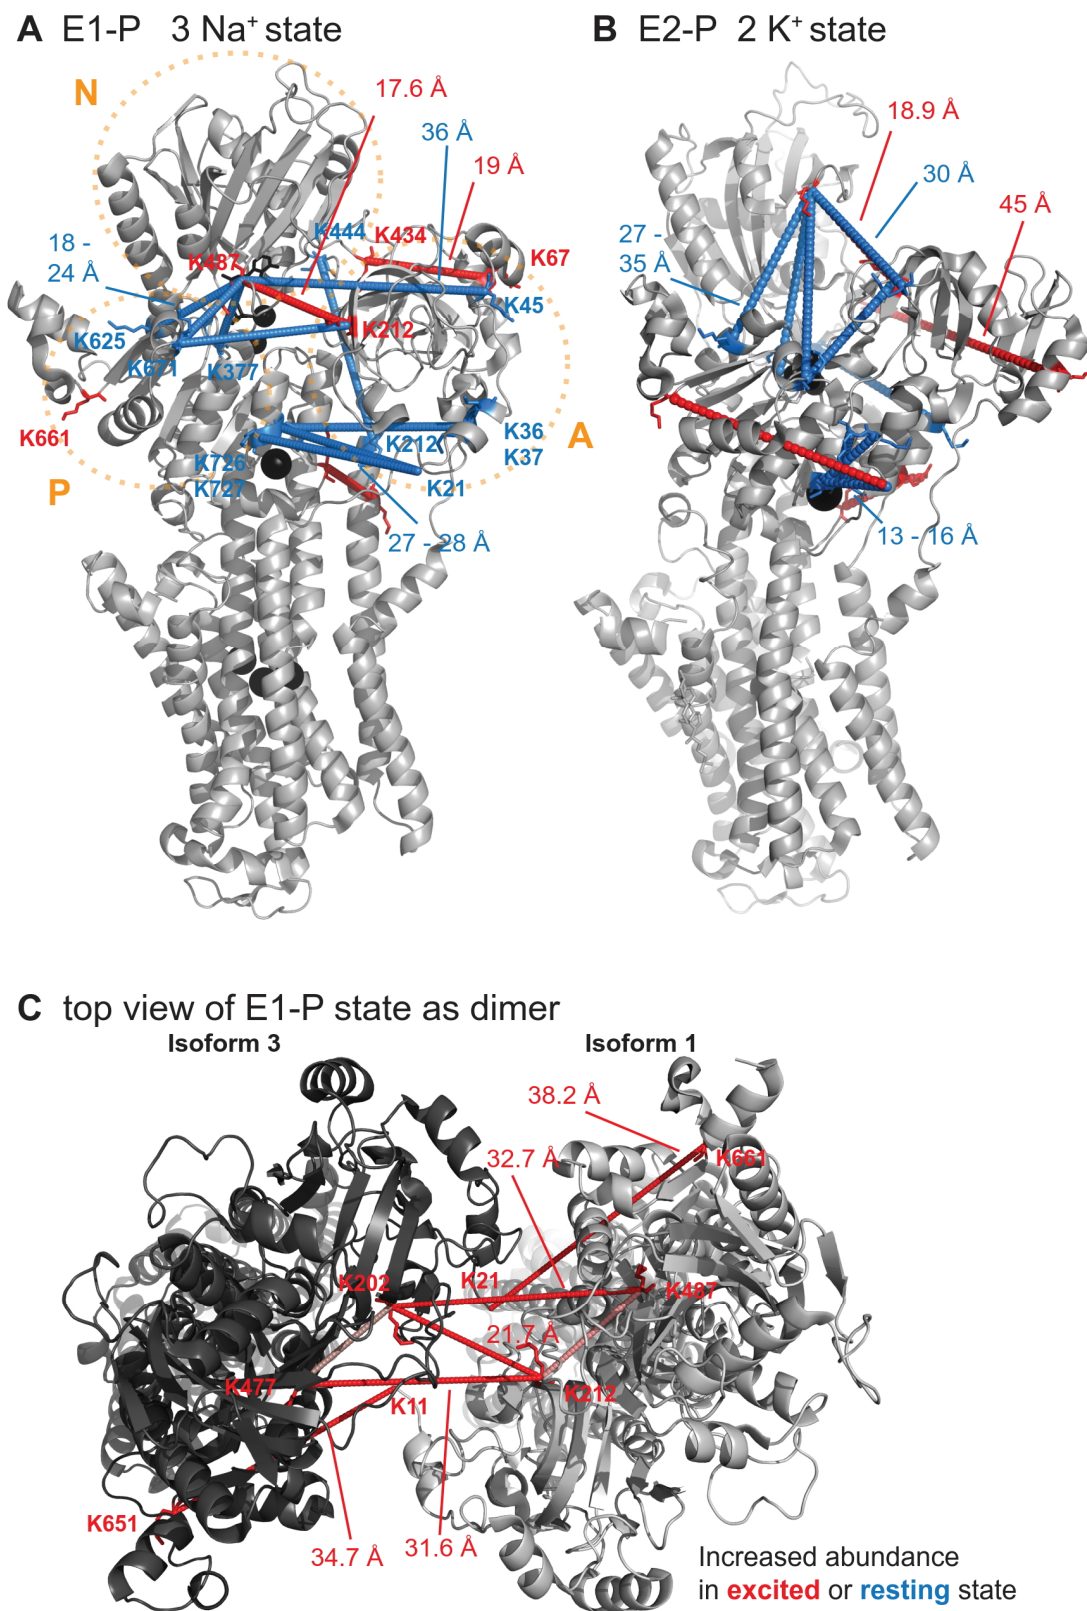 A E1-P 3 Na⁺ state
B E2-P 2 K⁺ state
N
17.6 Å
36 Å
19 Å
18 -
24 Å
K444
K434
K67
K487
K45
K625
K212
K671
K377
K661
K212
K36
K37
K726
K727
K21
P
A
27 - 28 Å
18.9 Å
30 Å
45 Å
27 -
35 Å
13 - 16 Å
C top view of E1-P state as dimer
Isoform 3
Isoform 1
38.2 Å
32.7 Å
K661
K202
K21
K487
21.7 Å
K477
K11
K212
K651
34.7 Å
31.6 Å
Increased abundance
in excited or resting state